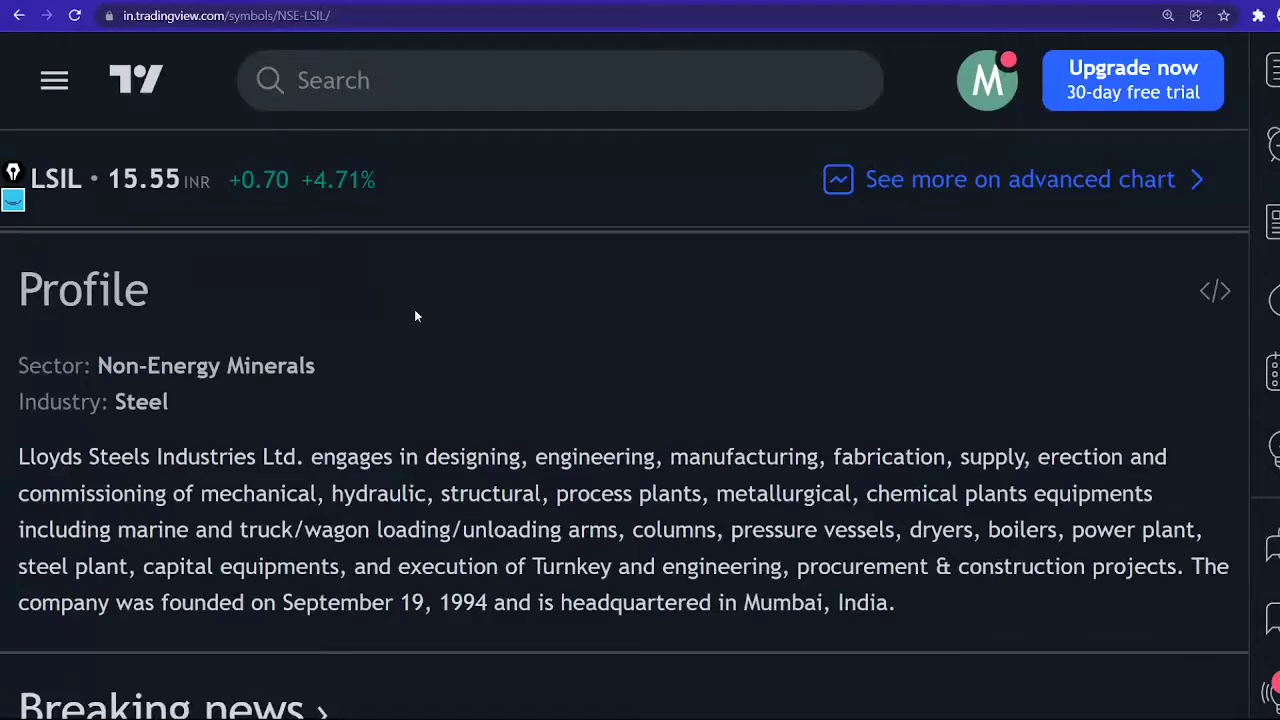 in.tradingview.com/symbols/NSE-LSIL/
Search
M
Upgrade now
30-day free trial
LSIL • 15.55 INR +0.70 +4.71%
See more on advanced chart
Profile
</>
Sector: Non-Energy Minerals
Industry: Steel
Lloyds Steels Industries Ltd. engages in designing, engineering, manufacturing, fabrication, supply, erection and
commissioning of mechanical, hydraulic, structural, process plants, metallurgical, chemical plants equipments
including marine and truck/wagon loading/unloading arms, columns, pressure vessels, dryers, boilers, power plant,
steel plant, capital equipments, and execution of Turnkey and engineering, procurement & construction projects. The
company was founded on September 19, 1994 and is headquartered in Mumbai, India.
Breaking news